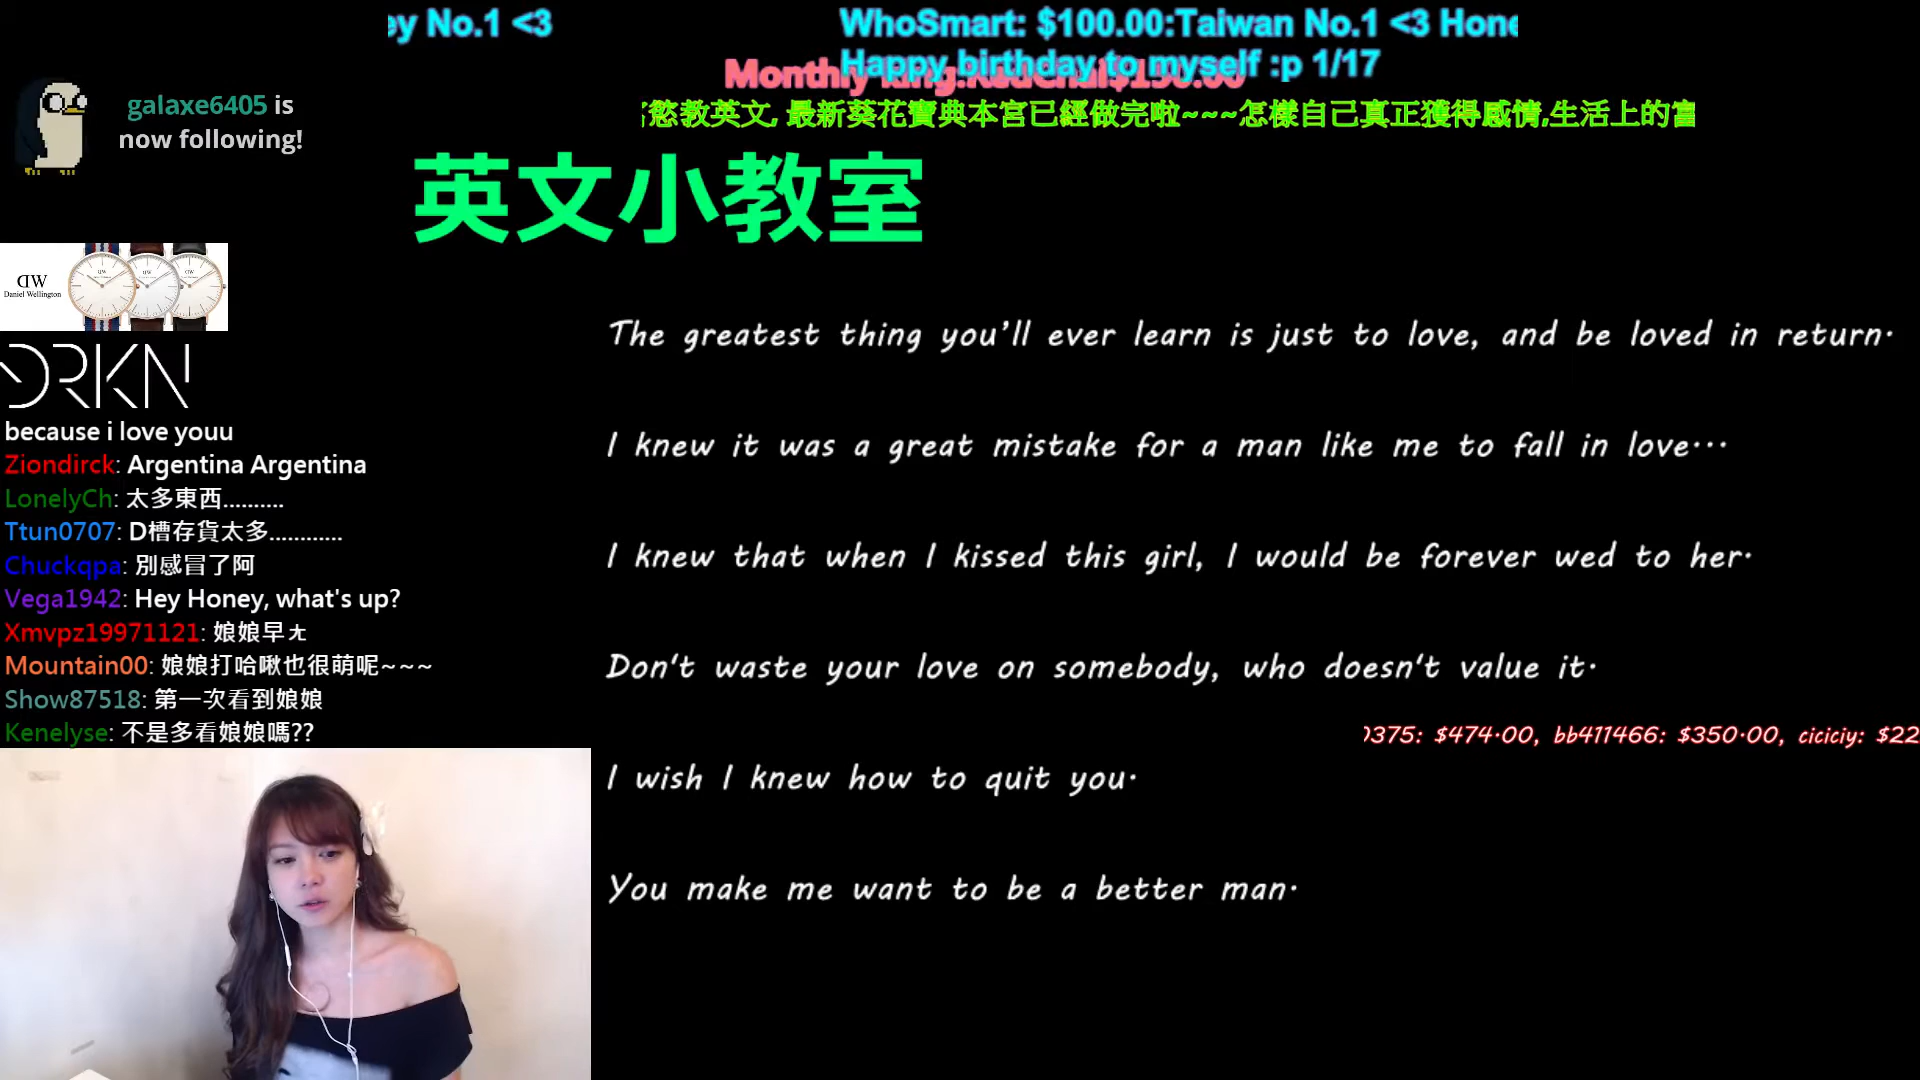 ey No.1 <3
WhoSmart: $100.00:Taiwan No.1 <3 Hone
Happy birthday to myself :p 1/17
Monthly
galaxe6405 is
now following!
慾教英文, 最新葵花寶典本宮已經做完啦~~~怎樣自己真正獲得感情,生活上的富
英文小教室
DW
Daniel Wellington
DRKN
The greatest thing you'll ever learn is just to love, and be loved in return.
I knew it was a great mistake for a man like me to fall in love...
I knew that when I kissed this girl, I would be forever wed to her.
Don't waste your love on somebody, who doesn't value it.
0375: $474.00, bb411466: $350.00, ciciciy: $22
I wish I knew how to quit you.
You make me want to be a better man.
because i love youu
Ziondirck: Argentina Argentina
LonelyCh: 太多東西..........
Ttun0707: D槽存貨太多............
Chuckqpa: 別感冒了阿
Vega1942: Hey Honey, what's up?
Xmvpz19971121: 娘娘早ㄤ
Mountain00: 娘娘打哈啾也很萌呢~~~
Show87518: 第一次看到娘娘
Kenelyse: 不是多看娘娘嗎??